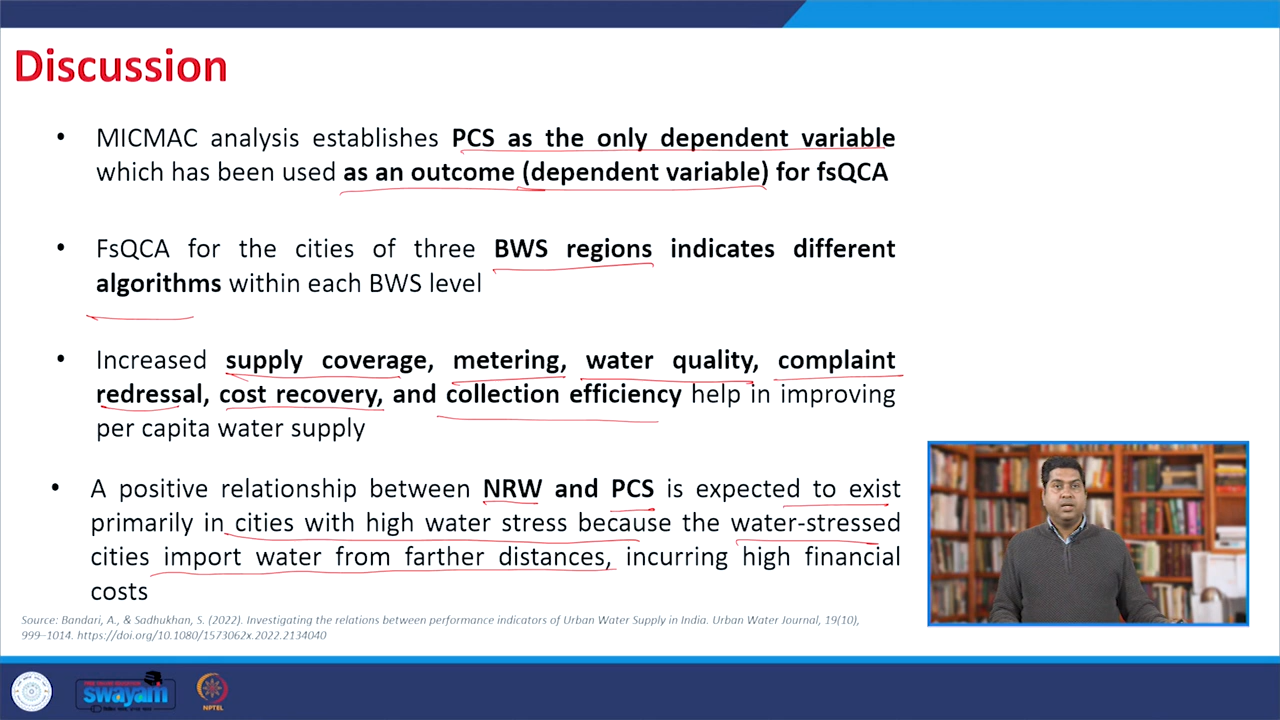 Discussion
• MICMAC analysis establishes PCS as the only dependent variable
which has been used as an outcome (dependent variable) for fsQCA
• FsQCA for the cities of three BWS regions indicates different
algorithms within each BWS level
• Increased supply coverage, metering, water quality, complaint
redressal, cost recovery, and collection efficiency help in improving
per capita water supply
• A positive relationship between NRW and PCS is expected to exist
primarily in cities with high water stress because the water-stressed
cities import water from farther distances, incurring high financial
costs
Source: Bandari, A., & Sadhukhan, S. (2022). Investigating the relations between performance indicators of Urban Water Supply in India. Urban Water Journal, 19(10),
999–1014. https://doi.org/10.1080/1573062x.2022.2134040
swayam
NPTEL